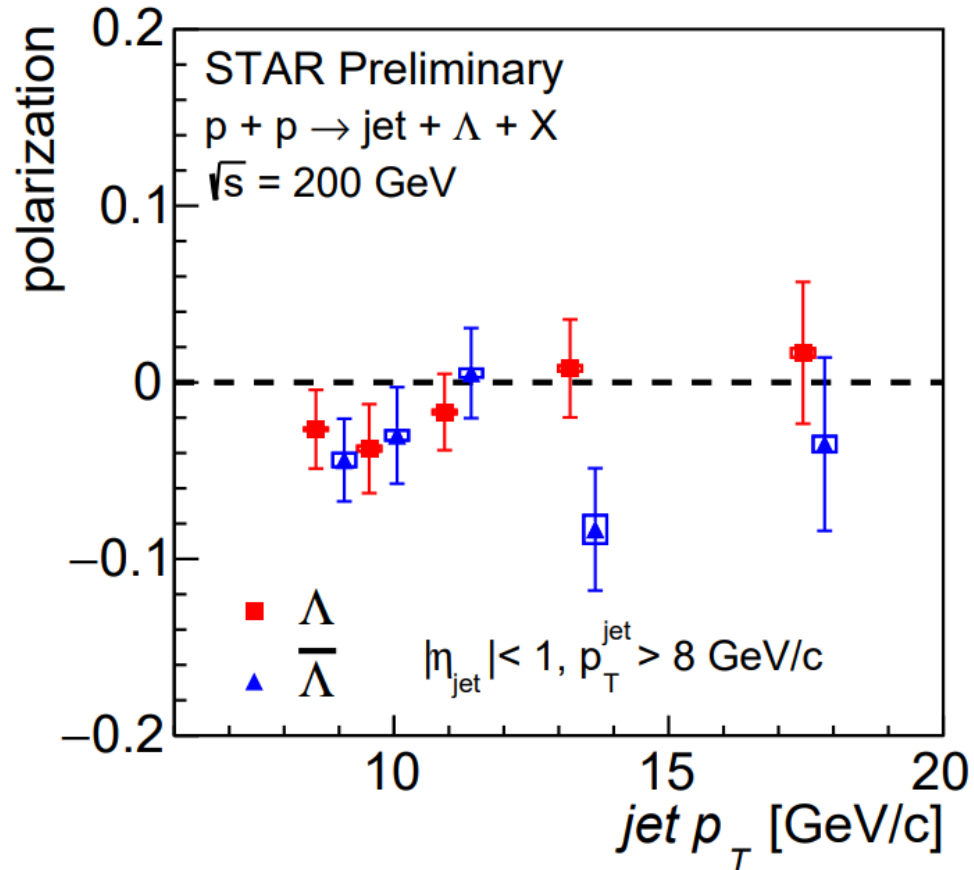 0.2
STAR Preliminary
p + p → jet + Λ + X
√s = 200 GeV
0.1
polarization
0
−0.1
Λ
Λ̅
|η_jet| < 1, p_T^jet > 8 GeV/c
−0.2
10 15 20
jet p_T [GeV/c]